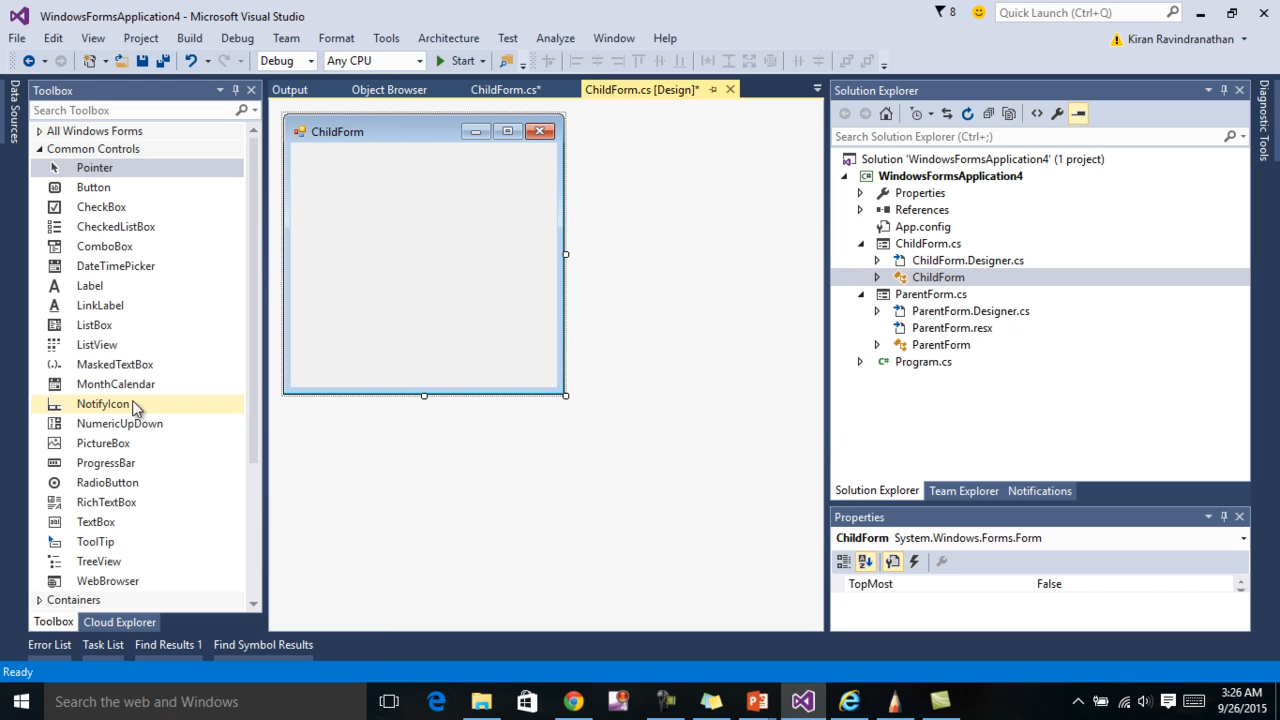 WindowsFormsApplication4 - Microsoft Visual Studio
8
Quick Launch (Ctrl+Q)
File Edit View Project Build Debug Team Format Tools Architecture Test Analyze Window Help
Kiran Ravindranathan
Debug Any CPU Start
Data Sources
Toolbox
Search Toolbox
All Windows Forms
Common Controls
Pointer
Button
CheckBox
CheckedListBox
ComboBox
DateTimePicker
Label
LinkLabel
ListBox
ListView
MaskedTextBox
MonthCalendar
NotifyIcon
NumericUpDown
PictureBox
ProgressBar
RadioButton
RichTextBox
TextBox
ToolTip
TreeView
WebBrowser
Containers
Toolbox Cloud Explorer
Output Object Browser ChildForm.cs* ChildForm.cs [Design]*
ChildForm
Solution Explorer
Search Solution Explorer (Ctrl+;)
Solution 'WindowsFormsApplication4' (1 project)
WindowsFormsApplication4
Properties
References
App.config
ChildForm.cs
ChildForm.Designer.cs
ChildForm
ParentForm.cs
ParentForm.Designer.cs
ParentForm.resx
ParentForm
Program.cs
Solution Explorer Team Explorer Notifications
Properties
ChildForm System.Windows.Forms.Form
TopMost False
Diagnostic Tools
Error List Task List Find Results 1 Find Symbol Results
Ready
Search the web and Windows
3:26 AM
9/26/2015